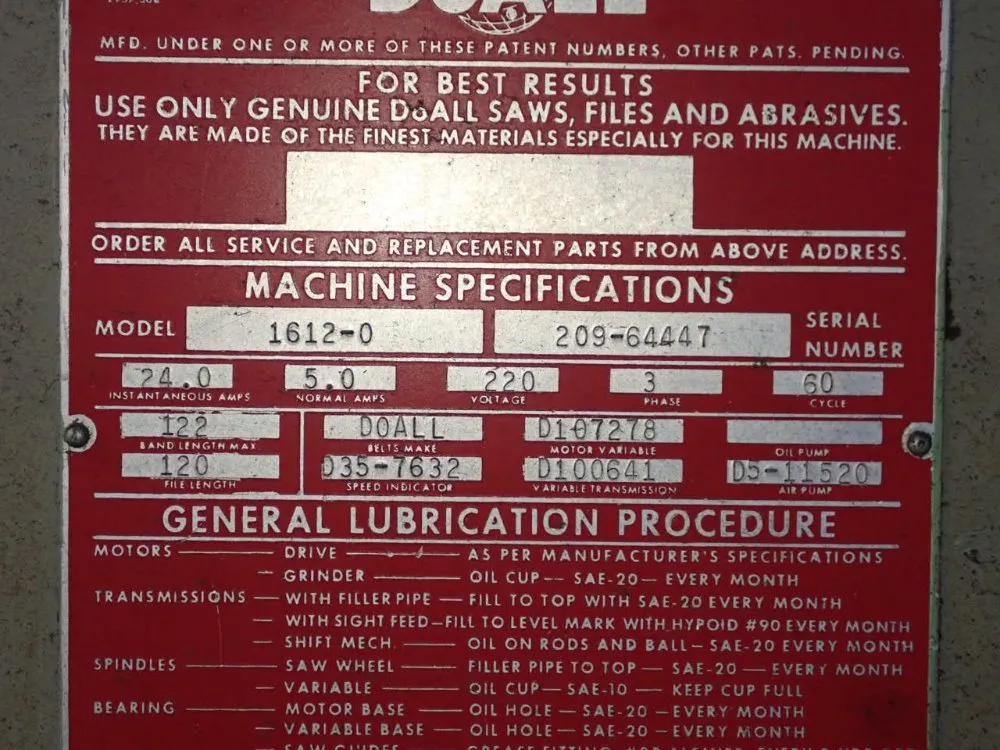 DoALL
MFD. UNDER ONE OR MORE OF THESE PATENT NUMBERS, OTHER PATS. PENDING.
FOR BEST RESULTS
USE ONLY GENUINE DoALL SAWS, FILES AND ABRASIVES.
THEY ARE MADE OF THE FINEST MATERIALS ESPECIALLY FOR THIS MACHINE.
ORDER ALL SERVICE AND REPLACEMENT PARTS FROM ABOVE ADDRESS.
MACHINE SPECIFICATIONS
MODEL 1612-0 209-64447 SERIAL NUMBER
24.0 5.0 220 3 60
INSTANTANEOUS AMPS NORMAL AMPS VOLTAGE PHASE CYCLE
122 DOALL D107278
BAND LENGTH MAX BELTS MAKE MOTOR VARIABLE OIL PUMP
120 D35-7632 D100641 D5-11520
FILE LENGTH SPEED INDICATOR VARIABLE TRANSMISSION AIR PUMP
GENERAL LUBRICATION PROCEDURE
MOTORS — DRIVE — AS PER MANUFACTURER'S SPECIFICATIONS
— GRINDER — OIL CUP — SAE-20 — EVERY MONTH
TRANSMISSIONS — WITH FILLER PIPE — FILL TO TOP WITH SAE-20 EVERY MONTH
— WITH SIGHT FEED — FILL TO LEVEL MARK WITH HYPOID #90 EVERY MONTH
— SHIFT MECH. — OIL ON RODS AND BALL — SAE-20 EVERY MONTH
SPINDLES — SAW WHEEL — FILLER PIPE TO TOP — SAE-20 — EVERY MONTH
— VARIABLE — OIL CUP — SAE-10 — KEEP CUP FULL
BEARING — MOTOR BASE — OIL HOLE — SAE-20 — EVERY MONTH
— VARIABLE BASE — OIL HOLE — SAE-20 — EVERY MONTH
— SAW GUIDES